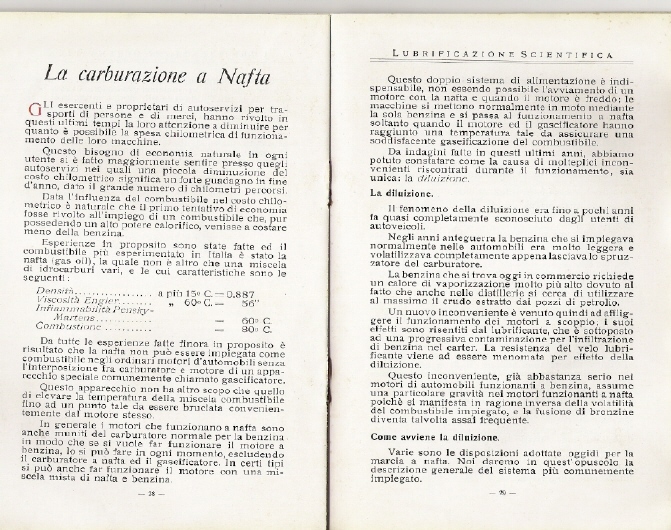 La carburazione a Nafta
GLI esercenti e proprietari di autoservizi per tra-
sporti di persone e di merci, hanno rivolto in
questi ultimi tempi la loro attenzione a diminuire per
quanto è possibile la spesa chilometrica di funziona-
mento delle loro macchine.
Questo bisogno di economia naturale in ogni
utente si è fatto maggiormente sentire presso quegli
autoservizi nei quali una piccola diminuzione del
costo chilometrico significa un forte guadagno in fine
d'anno, dato il grande numero di chilometri percorsi.
Data l'influenza del combustibile nel costo chilo-
metrico è naturale che il primo tentativo di economia
fosse rivolto all'impiego di un combustibile che, pur
possedendo un alto potere calorifico, venisse a costare
meno della benzina.
Esperienze in proposito sono state fatte ed il
combustibile più esperimentato in Italia è stato la
nafta (gas oil), la quale non è altro che una miscela
di idrocarburi vari, e le cui caratteristiche sono le
seguenti:
Densità................... a più 15° C. — 0.887
Viscosità Engler........ „ 60° C. — 56"
Infiammabilità Pensky-
Martens.................... — 60° C.
Combustione............ — 80° C.
Da tutte le esperienze fatte finora in proposito è
risultato che la nafta non può essere impiegata come
combustibile negli ordinari motori d'automobili senza
l'interposizione fra carburatore e motore di un appa-
recchio speciale comunemente chiamato gaseificatore.
Questo apparecchio non ha altro scopo che quello
di elevare la temperatura della miscela combustibile
fino ad un punto tale da essere bruciata convenien-
temente dal motore stesso.
In generale i motori che funzionano a nafta sono
anche muniti del carburatore normale per la benzina
in modo che se si vuole far funzionare il motore a
benzina, lo si può fare in ogni momento, escludendo
il carburatore a nafta ed il gaseificatore. In certi tipi
si può anche far funzionare il motore con una mi-
scela mista di nafta e benzina.
— 28 —
LUBRIFICAZIONE SCIENTIFICA
Questo doppio sistema di alimentazione è indi-
spensabile, non essendo possibile l'avviamento di un
motore con la nafta e quando il motore è freddo; le
macchine si mettono normalmente in moto mediante
la sola benzina e si passa al funzionamento a nafta
soltanto quando il motore ed il gaseificatore hanno
raggiunto una temperatura tale da assicurare una
soddisfacente gaseificazione del combustibile.
Da indagini fatte in questi ultimi anni, abbiamo
potuto constatare come la causa di molteplici incon-
venienti riscontrati durante il funzionamento, sia
unica: la diluizione.
La diluizione.
Il fenomeno della diluizione era fino a pochi anni
fa quasi completamente sconosciuto dagli utenti di
autoveicoli.
Negli anni anteguerra la benzina che si impiegava
normalmente nelle automobili era molto leggera e
volatilizzava completamente appena lasciava lo spruz-
zatore del carburatore.
La benzina che si trova oggi in commercio richiede
un calore di vaporizzazione molto più alto dovuto al
fatto che anche nelle distillerie si cerca di utilizzare
al massimo il crudo estratto dai pozzi di petrolio.
Un nuovo inconveniente è venuto quindi ad afflig-
gere il funzionamento dei motori a scoppio, i suoi
effetti sono risentiti dal lubrificante, che è sottoposto
ad una progressiva contaminazione per l'infiltrazione
di benzina nel carter. La resistenza del velo lubri-
ficante viene ad essere menomata per effetto della
diluizione.
Questo inconveniente, già abbastanza serio nei
motori di automobili funzionanti a benzina, assume
una particolare gravità nei motori funzionanti a nafta
poichè si manifesta in ragione inversa della volatilità
del combustibile impiegato, e la fusione di bronzine
diventa talvolta assai frequente.
Come avviene la diluizione.
Varie sono le disposizioni adottate oggidì per la
marcia a nafta. Noi daremo in quest'opuscolo la
descrizione generale del sistema più comunemente
impiegato.
— 29 —